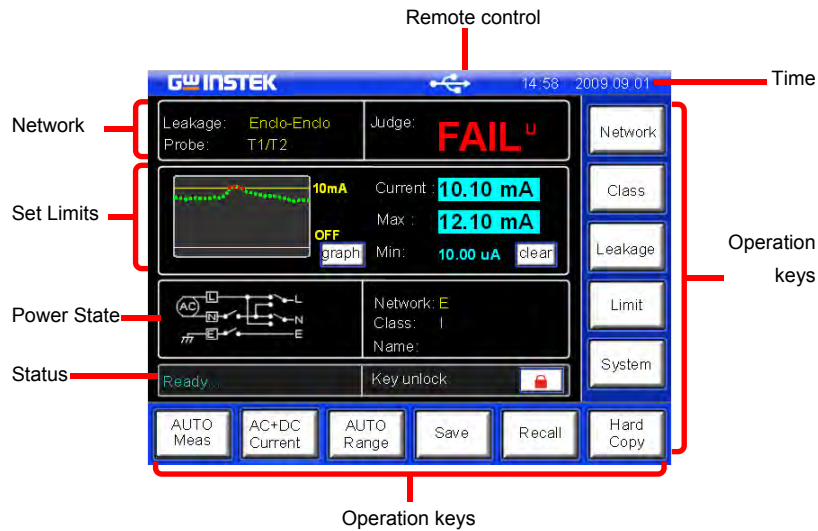 Remote control
GW INSTEK 14:58 2009.09.01
Time
Network
Leakage: Enclo-Enclo
Probe: T1/T2
Judge: FAIL U
Network
Set Limits
10mA
OFF
graph
Current : 10.10 mA
Max : 12.10 mA
Min: 10.00 uA clear
Class
Leakage
Operation
keys
Power State
AC
L L
N N
E E
Network: E
Class: I
Name:
Limit
Status
Ready...
Key unlock
System
AUTO Meas
AC+DC Current
AUTO Range
Save
Recall
Hard Copy
Operation keys